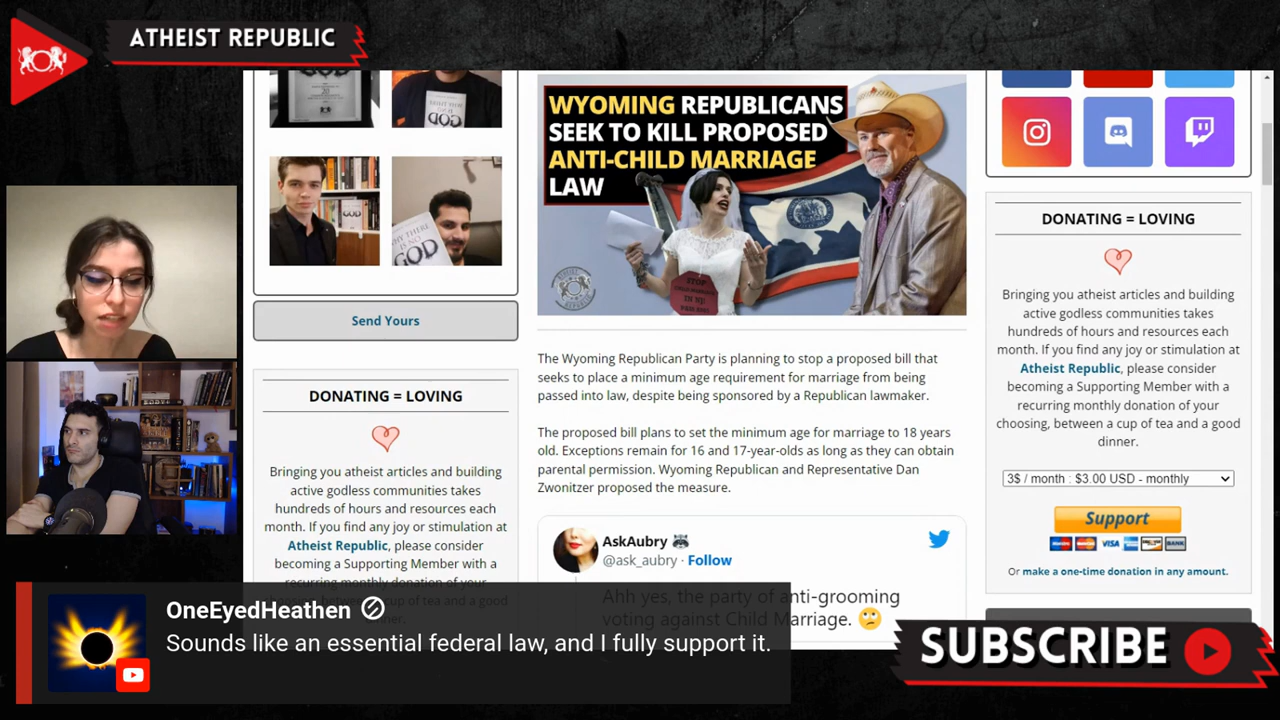 ATHEIST REPUBLIC
GOD
WYOMING REPUBLICANS
SEEK TO KILL PROPOSED
ANTI-CHILD MARRIAGE
LAW
STOP
Send Yours
DONATING = LOVING
Bringing you atheist articles and building
active godless communities takes
hundreds of hours and resources each
month. If you find any joy or stimulation at
Atheist Republic, please consider
becoming a Supporting Member with a
recurring monthly donation of your
The Wyoming Republican Party is planning to stop a proposed bill that
seeks to place a minimum age requirement for marriage from being
passed into law, despite being sponsored by a Republican lawmaker.
The proposed bill plans to set the minimum age for marriage to 18 years
old. Exceptions remain for 16 and 17-year-olds as long as they can obtain
parental permission. Wyoming Republican and Representative Dan
Zwonitzer proposed the measure.
AskAubry 🦝
@ask_aubry · Follow
Ahh yes, the party of anti-grooming
voting against Child Marriage. 🙄
DONATING = LOVING
Bringing you atheist articles and building
active godless communities takes
hundreds of hours and resources each
month. If you find any joy or stimulation at
Atheist Republic, please consider
becoming a Supporting Member with a
recurring monthly donation of your
choosing, between a cup of tea and a good
dinner.
3$ / month : $3.00 USD - monthly
Support
VISA
BANK
Or make a one-time donation in any amount.
OneEyedHeathen
Sounds like an essential federal law, and I fully support it.
SUBSCRIBE